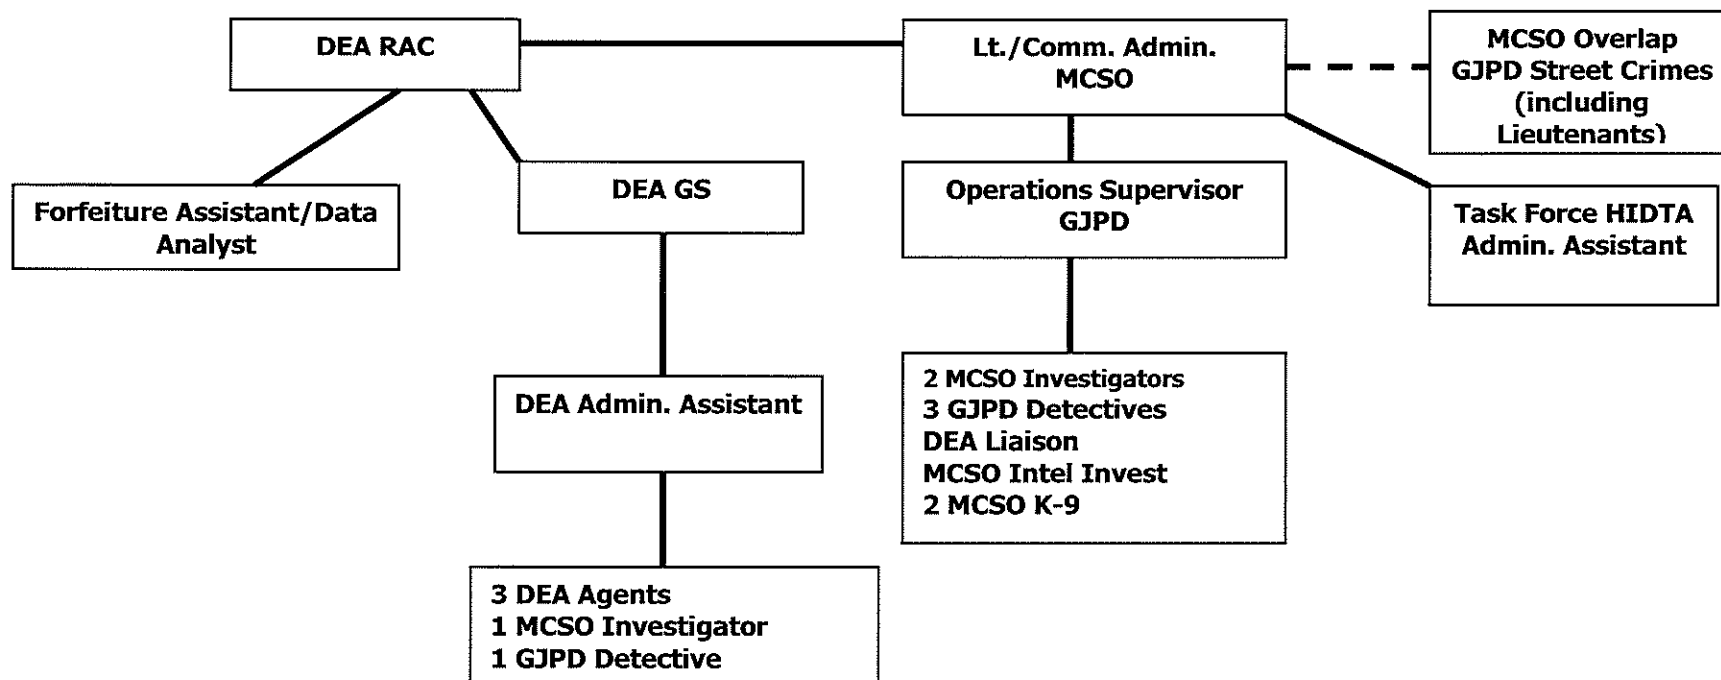 DEA RAC
Lt./Comm. Admin.
MCSO
MCSO Overlap
GJPD Street Crimes
(including
Lieutenants)
Forfeiture Assistant/Data
Analyst
DEA GS
Operations Supervisor
GJPD
Task Force HIDTA
Admin. Assistant
DEA Admin. Assistant
2 MCSO Investigators
3 GJPD Detectives
DEA Liaison
MCSO Intel Invest
2 MCSO K-9
3 DEA Agents
1 MCSO Investigator
1 GJPD Detective